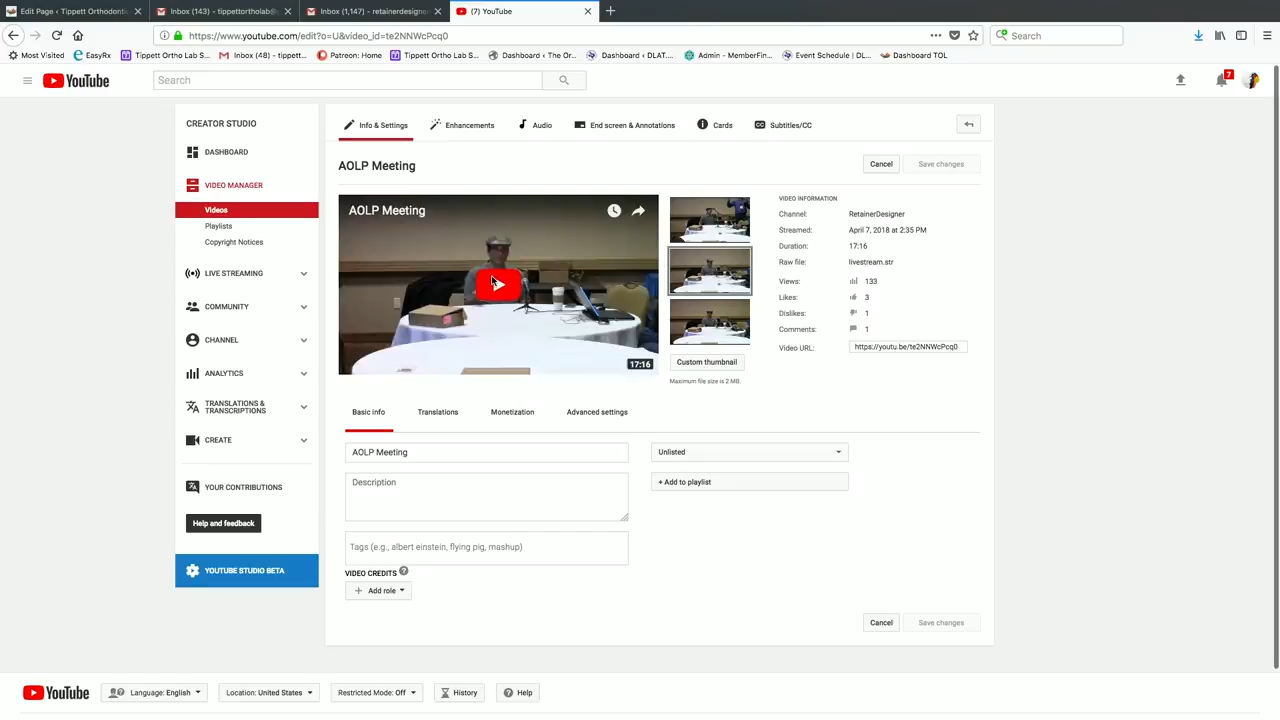 Edit Page ‹ Tippett Orthodont
Inbox (143) - tippettortholab@
Inbox (1,147) - retainerdesigner
(7) YouTube
https://www.youtube.com/edit?o=U&video_id=te2NNWcPcq0
Search
Most Visited
EasyRx
Tippett Ortho Lab S...
Inbox (48) - tippett...
Patreon: Home
Tippett Ortho Lab S...
Dashboard ‹ The Or...
Dashboard ‹ DLAT....
Admin - MemberFin...
Event Schedule | DL...
Dashboard TOL
YouTube
Search
7
CREATOR STUDIO
DASHBOARD
VIDEO MANAGER
Videos
Playlists
Copyright Notices
LIVE STREAMING
COMMUNITY
CHANNEL
ANALYTICS
TRANSLATIONS &
TRANSCRIPTIONS
CREATE
YOUR CONTRIBUTIONS
Help and feedback
YOUTUBE STUDIO BETA
Info & Settings
Enhancements
Audio
End screen & Annotations
Cards
Subtitles/CC
AOLP Meeting
Cancel
Save changes
AOLP Meeting
17:16
Custom thumbnail
Maximum file size is 2 MB.
VIDEO INFORMATION
Channel: RetainerDesigner
Streamed: April 7, 2018 at 2:35 PM
Duration: 17:16
Raw file: livestream.str
Views: 133
Likes: 3
Dislikes: 1
Comments: 1
Video URL: https://youtu.be/te2NNWcPcq0
Basic info
Translations
Monetization
Advanced settings
AOLP Meeting
Unlisted
Description
+ Add to playlist
Tags (e.g., albert einstein, flying pig, mashup)
VIDEO CREDITS ?
+ Add role
Cancel
Save changes
YouTube
Language: English
Location: United States
Restricted Mode: Off
History
Help